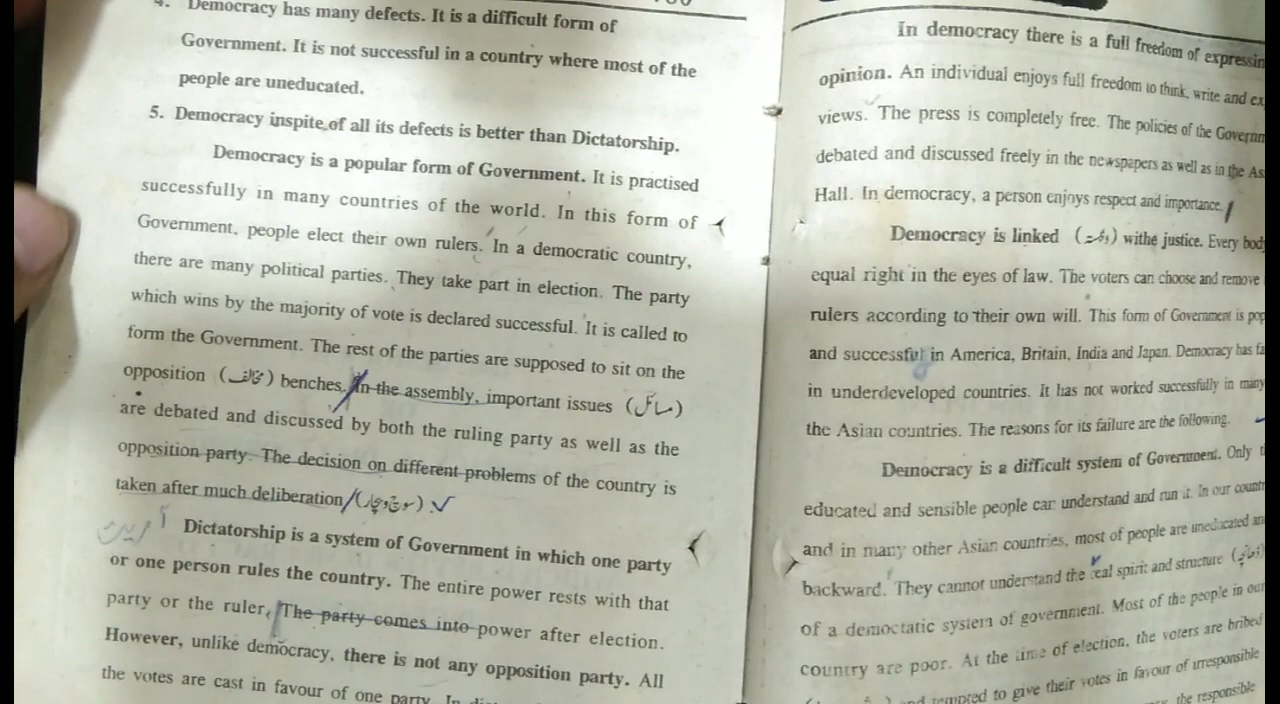 4. Democracy has many defects. It is a difficult form of
Government. It is not successful in a country where most of the
people are uneducated.
5. Democracy inspite of all its defects is better than Dictatorship.
Democracy is a popular form of Government. It is practised
successfully in many countries of the world. In this form of
Government, people elect their own rulers. In a democratic country,
there are many political parties. They take part in election. The party
which wins by the majority of vote is declared successful. It is called to
form the Government. The rest of the parties are supposed to sit on the
opposition (مخالف) benches. In the assembly, important issues (مسائل)
are debated and discussed by both the ruling party as well as the
opposition party. The decision on different problems of the country is
taken after much deliberation (سوچ بچار)
Dictatorship is a system of Government in which one party
or one person rules the country. The entire power rests with that
party or the ruler. The party comes into power after election.
However, unlike democracy, there is not any opposition party. All
the votes are cast in favour of one party. In
In democracy there is a full freedom of
opinion. An individual enjoys full freedom to think, write and
views. The press is completely free. The policies of the
debated and discussed freely in the newspapers as well as in the
Hall. In democracy, a person enjoys respect and importance.
Democracy is linked withe justice. Every
equal right in the eyes of law. The voters can choose and remove
rulers according to their own will. This form of Government is
and successful in America, Britain, India and Japan. Democracy has
in underdeveloped countries. It has not worked successfully in many
the Asian countries. The reasons for its failure are the following.
Democracy is a difficult system of Government. Only
educated and sensible people can understand and run it. In our
and in many other Asian countries, most of people are uneducated
backward. They cannot understand the real spirit and structure
of a democtatic system of government. Most of the people in our
country are poor. At the time of election, the voters are bribed
and tempted to give their votes in favour of irresponsible
the responsible